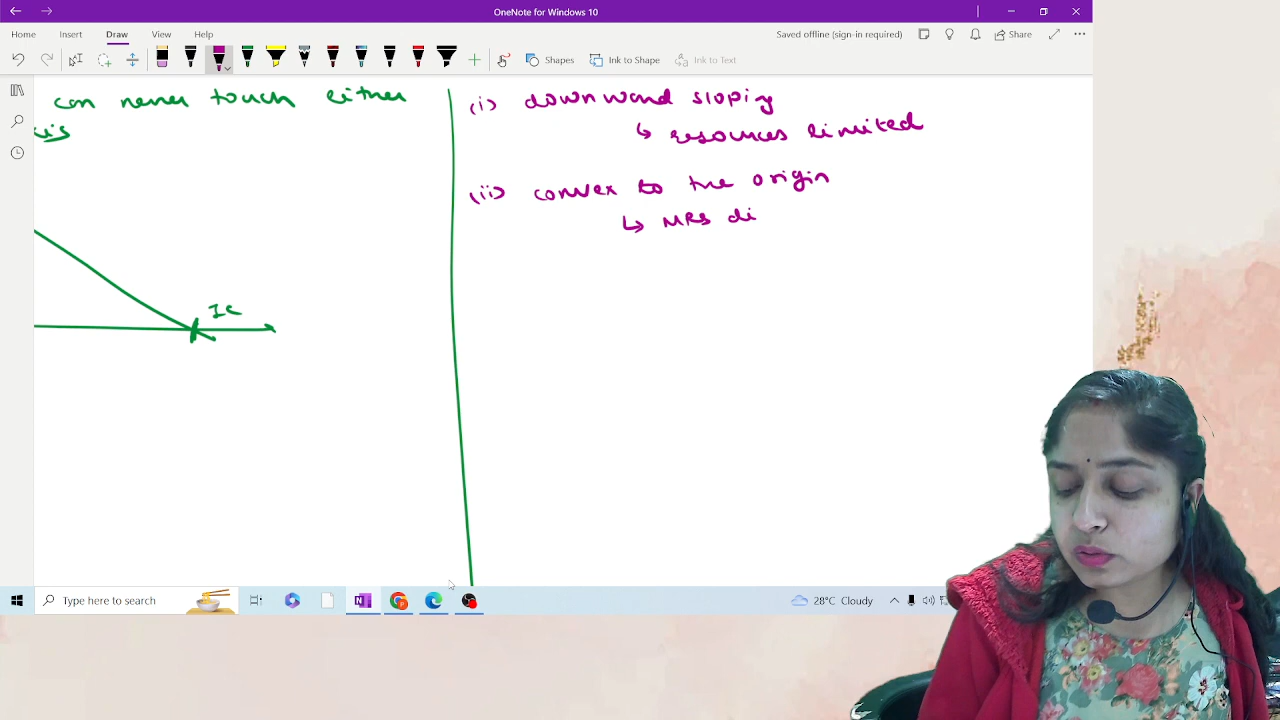 OneNote for Windows 10
Home Insert Draw View Help
Saved offline (sign-in required)
Share
Shapes
Ink to Shape
Ink to Text
can never touch either
xis
IC
(i) downward sloping
↳ resources limited
(ii) convex to the origin
↳ MRS di
Type here to search
28°C Cloudy